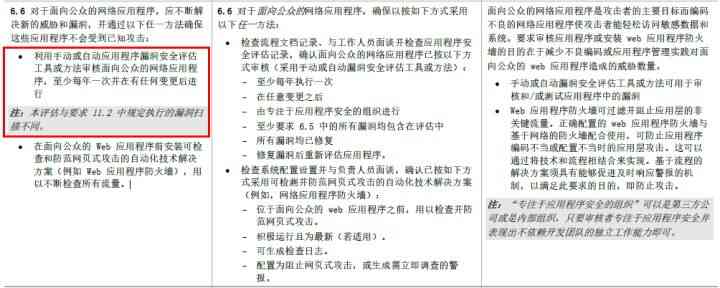 6.6 对于面向公众的网络应用程序，应不断解
决新的威胁和漏洞，并通过以下任一方法确保
这些应用程序不会受到已知攻击：
• 利用手动或自动应用程序漏洞安全评估
工具或方法审核面向公众的网络应用程
序，至少每年一次并在有任何变更后进
行
注：本评估与要求 11.2 中规定执行的漏洞扫
描不同。
• 在面向公众的 Web 应用程序前安装可检
查和防范网页式攻击的自动化技术解决
方案（例如 Web 应用程序防火墙），用
以不断检查所有流量。
6.6 对于面向公众的网络应用程序，确保以按如下方式采用
以下任一方法：
• 检查流程文档记录、与工作人员面谈并检查应用程序安
全评估记录，确认面向公众的网络应用程序已按以下方
式审核（采用手动或自动漏洞安全评估工具或方法）：
– 至少每年执行一次
– 在任意变更之后
– 由专注于应用程序安全的组织进行
– 至少要求 6.5 中的所有漏洞均包含在评估中
– 所有漏洞均已修复
– 修复漏洞后重新评估应用程序。
• 检查系统配置设置并与负责人员面谈，确认已按如下方
式采用可检测并防范网页式攻击的自动化技术解决方案
（例如，网络应用程序防火墙）：
– 位于面向公众的 web 应用程序之前，用以检查并防
范网页式攻击。
– 积极运行且为最新（若适用）。
– 可生成检查日志。
– 配置为阻止网页式攻击，或生成需立即调查的警
报。
面向公众的网络应用程序是攻击者的主要目标而编码
不良的网络应用程序使攻击者能轻松访问敏感数据和
系统。要求审核应用程序或安装 web 应用程序防火
墙的目的在于减少不良编码或应用程序管理实践对面
向公众的 web 应用程序造成的威胁数量。
• 手动或自动漏洞安全评估工具或方法可用于审
核和/或测试应用程序中的漏洞
• Web 应用程序防火墙可过滤并阻止应用层的非
关键流量。正确配置的 web 应用程序防火墙与
基于网络的防火墙配合使用，可防止应用程序
编码不当或配置不当时的应用层攻击。这可以
通过将技术和流程相结合来实现。基于流程的
解决方案须具有能够促进及时响应警报的机
制，以满足此要求的目的，即防止攻击。
注：“专注于应用程序安全的组织”可以是第三方公
司或是内部组织，只要审核者专注于应用程序安全并
表现出不依赖开发团队的独立工作能力即可。